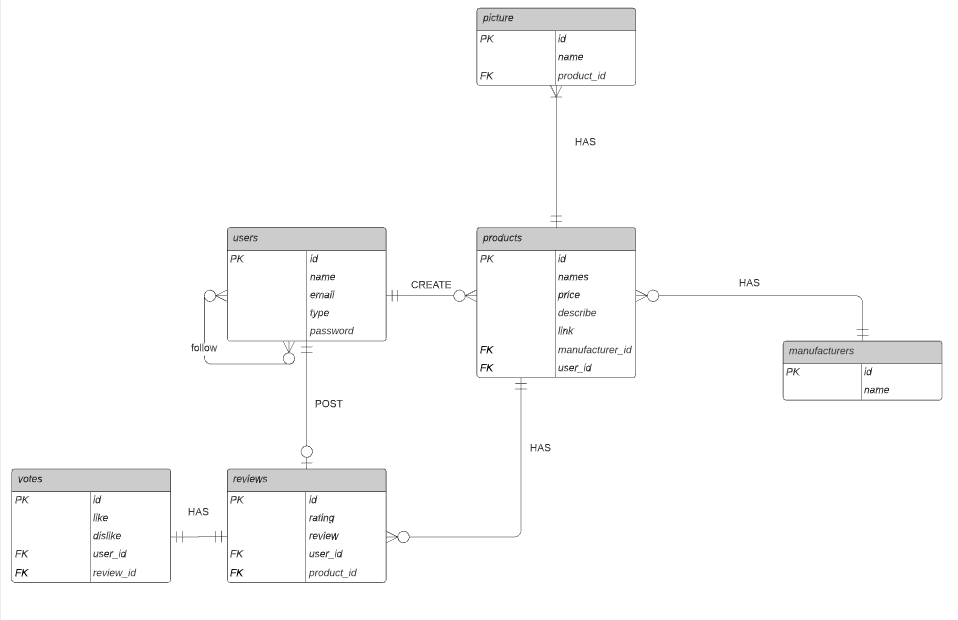 picture
PK id
name
FK product_id
HAS
users
PK id
name
email
type
password
follow
CREATE
products
PK id
names
price
describe
link
FK manufacturer_id
FK user_id
HAS
manufacturers
PK id
name
POST
HAS
votes
PK id
like
dislike
FK user_id
FK review_id
HAS
reviews
PK id
rating
review
FK user_id
FK product_id